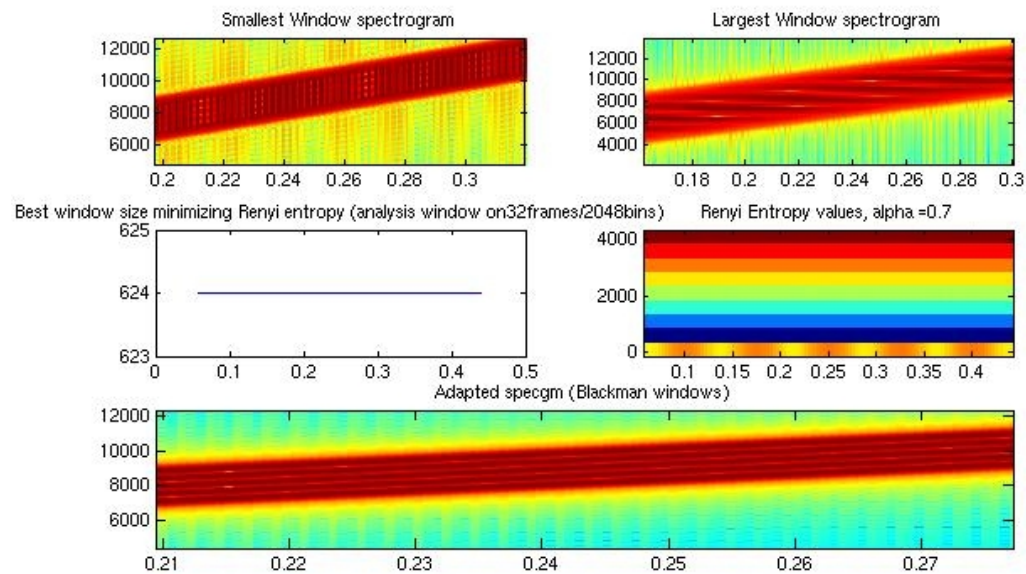 Smallest Window spectrogram
Largest Window spectrogram
12000
10000
8000
6000
0.2 0.22 0.24 0.26 0.28 0.3
12000
10000
8000
6000
4000
2000
0.18 0.2 0.22 0.24 0.26 0.28 0.3
Best window size minimizing Renyi entropy (analysis window on32frames/2048bins)
Renyi Entropy values, alpha =0.7
625
624
623
0 0.1 0.2 0.3 0.4 0.5
4000
2000
0
0.1 0.15 0.2 0.25 0.3 0.35 0.4
Adapted specgm (Blackman windows)
12000
10000
8000
6000
0.21 0.22 0.23 0.24 0.25 0.26 0.27